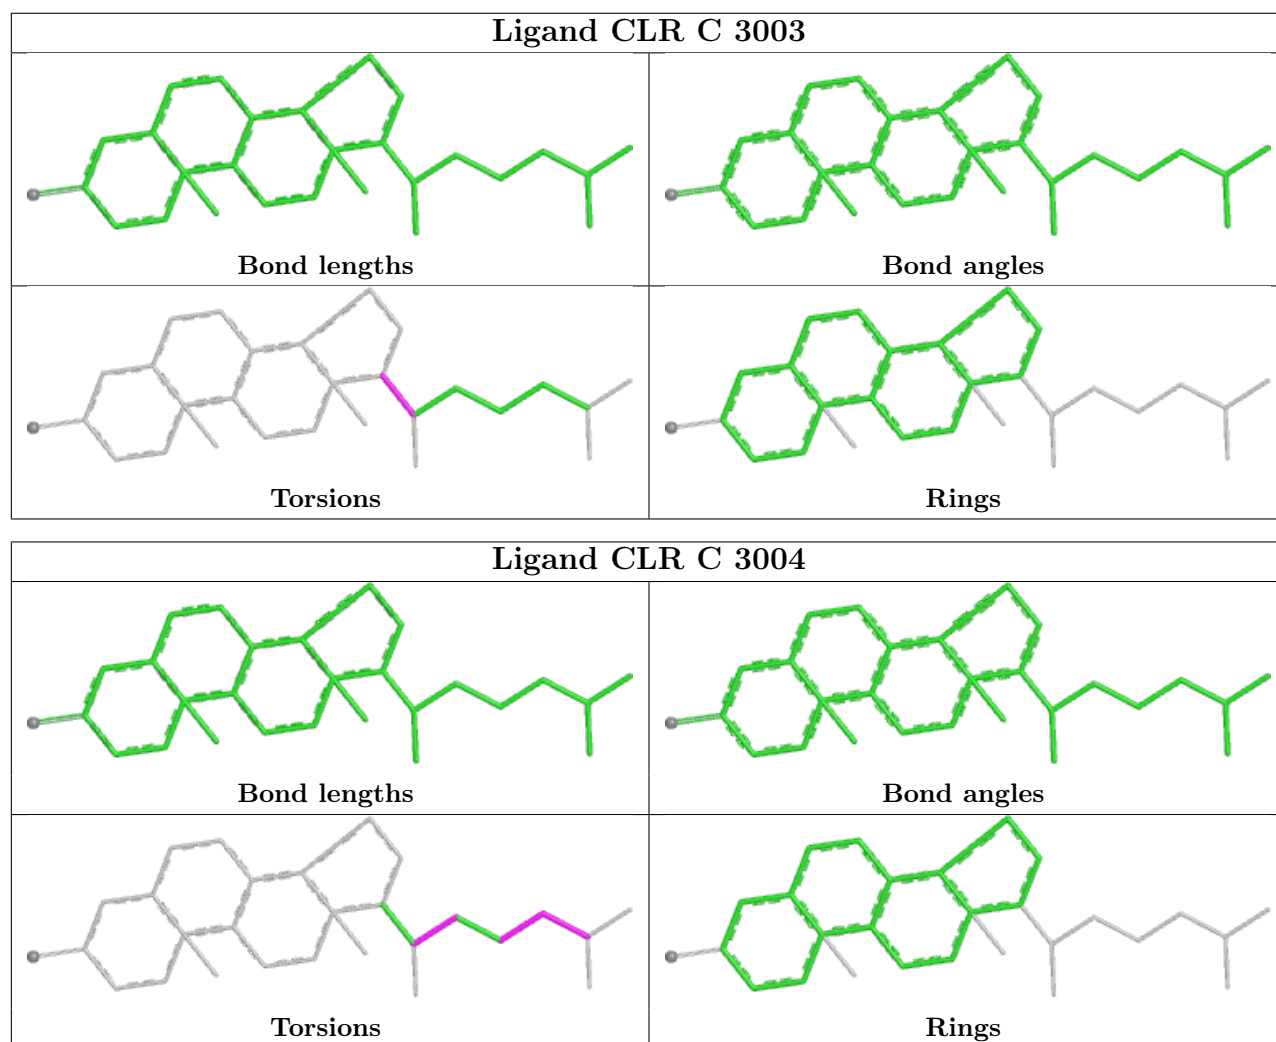 Ligand CLR C 3003
Bond lengths
Bond angles
Torsions
Rings
Ligand CLR C 3004
Bond lengths
Bond angles
Torsions
Rings